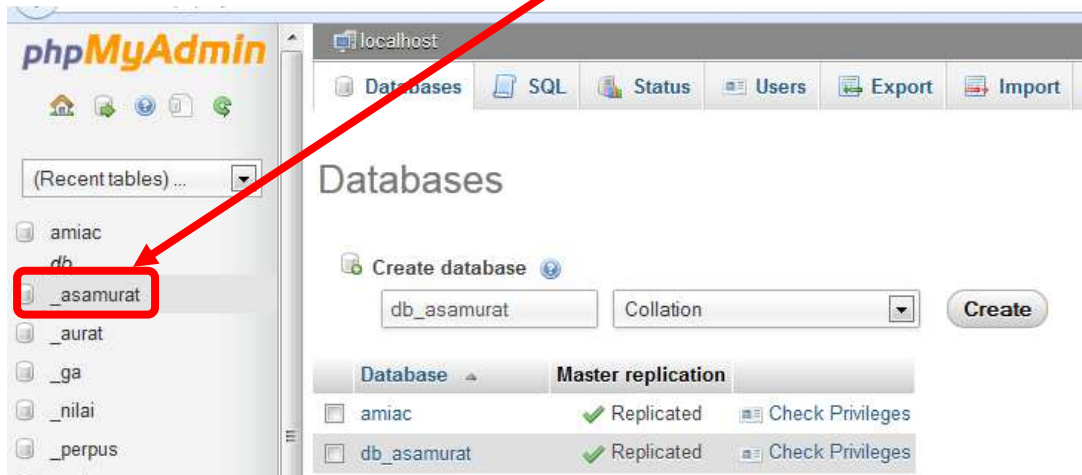 phpMyAdmin
(Recent tables) ...
amiac
db
_asamurat
_aurat
_ga
_nilai
_perpus
localhost
Databases SQL Status Users Export Import
Databases
Create database
db_asamurat Collation Create
Database Master replication
amiac Replicated Check Privileges
db_asamurat Replicated Check Privileges